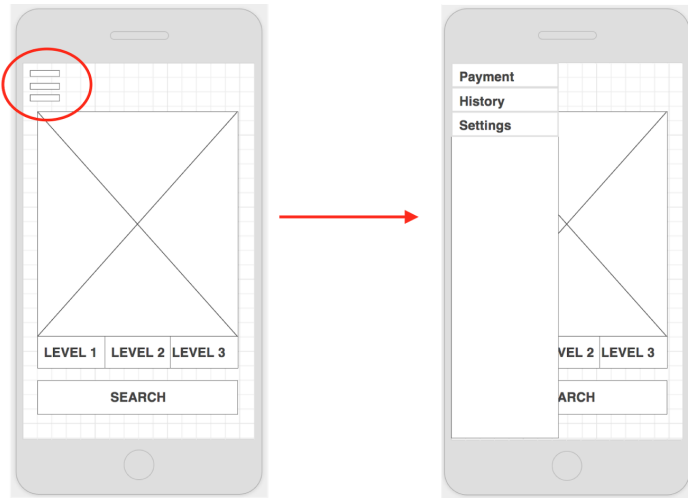 LEVEL 1 LEVEL 2 LEVEL 3
SEARCH
Payment
History
Settings
VEL 2 LEVEL 3
ARCH